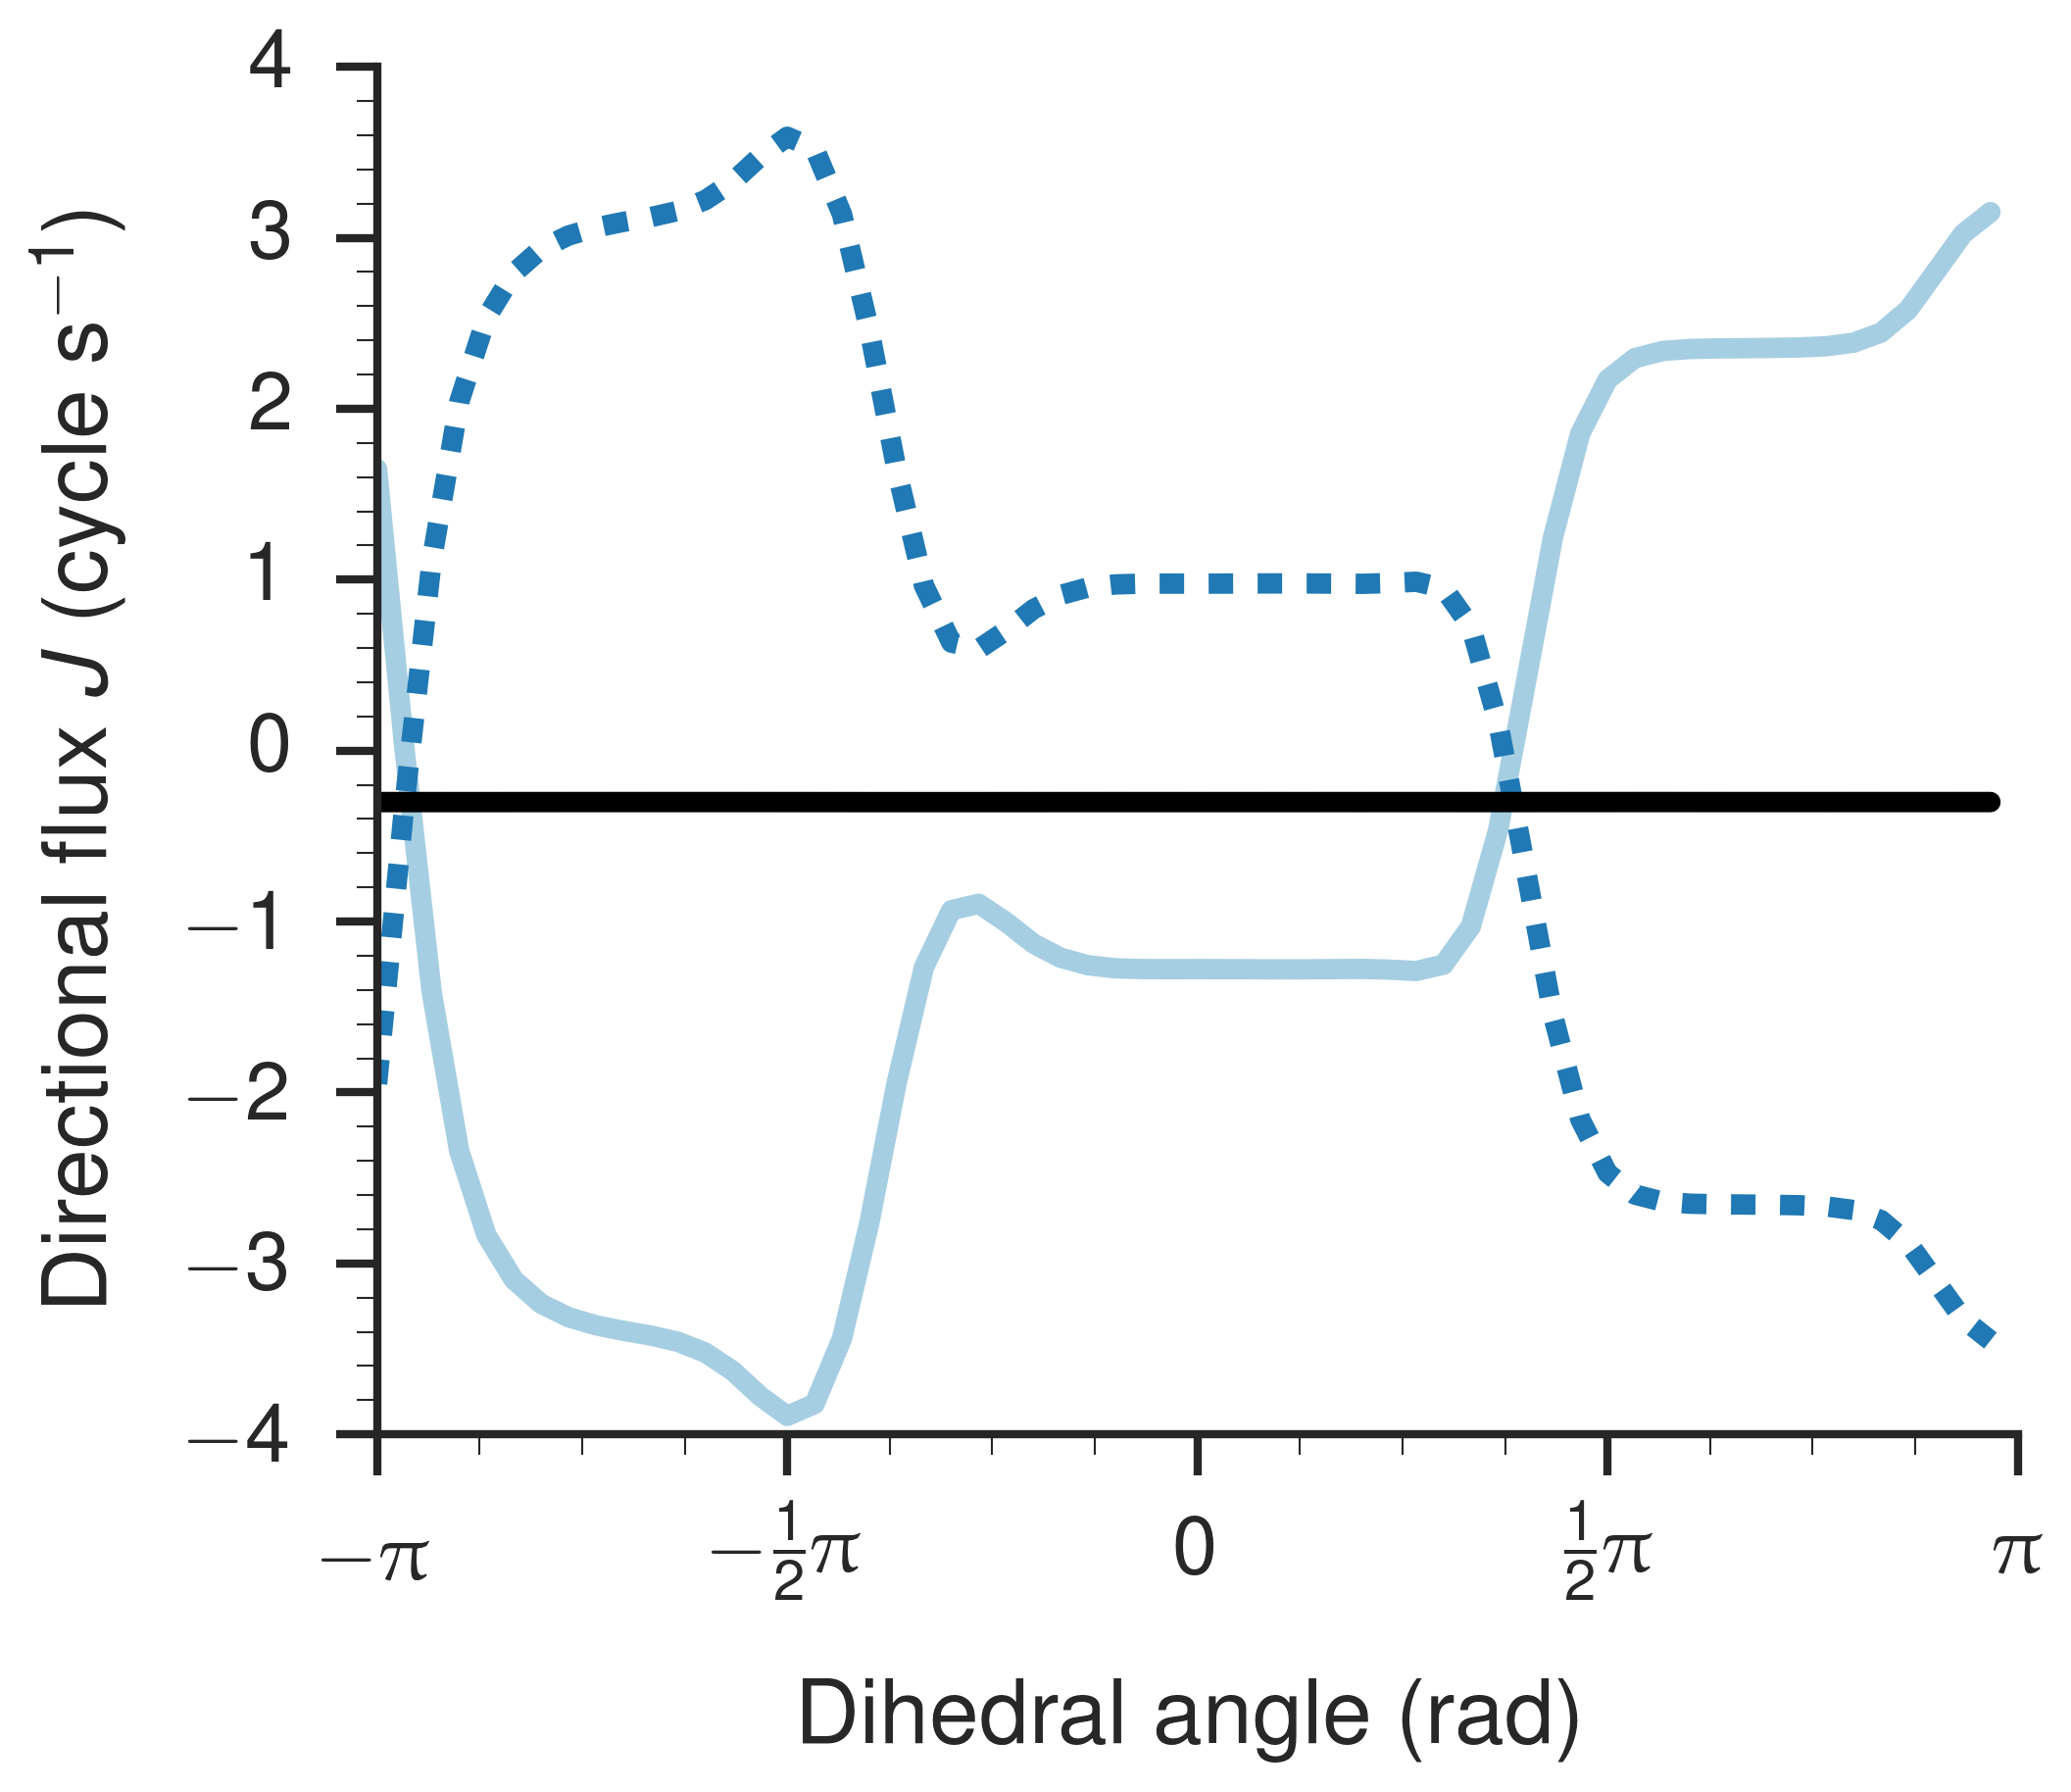 Directional flux J (cycle s⁻¹)
4
3
2
1
0
−1
−2
−3
−4
−π
−½π
0
½π
π
Dihedral angle (rad)